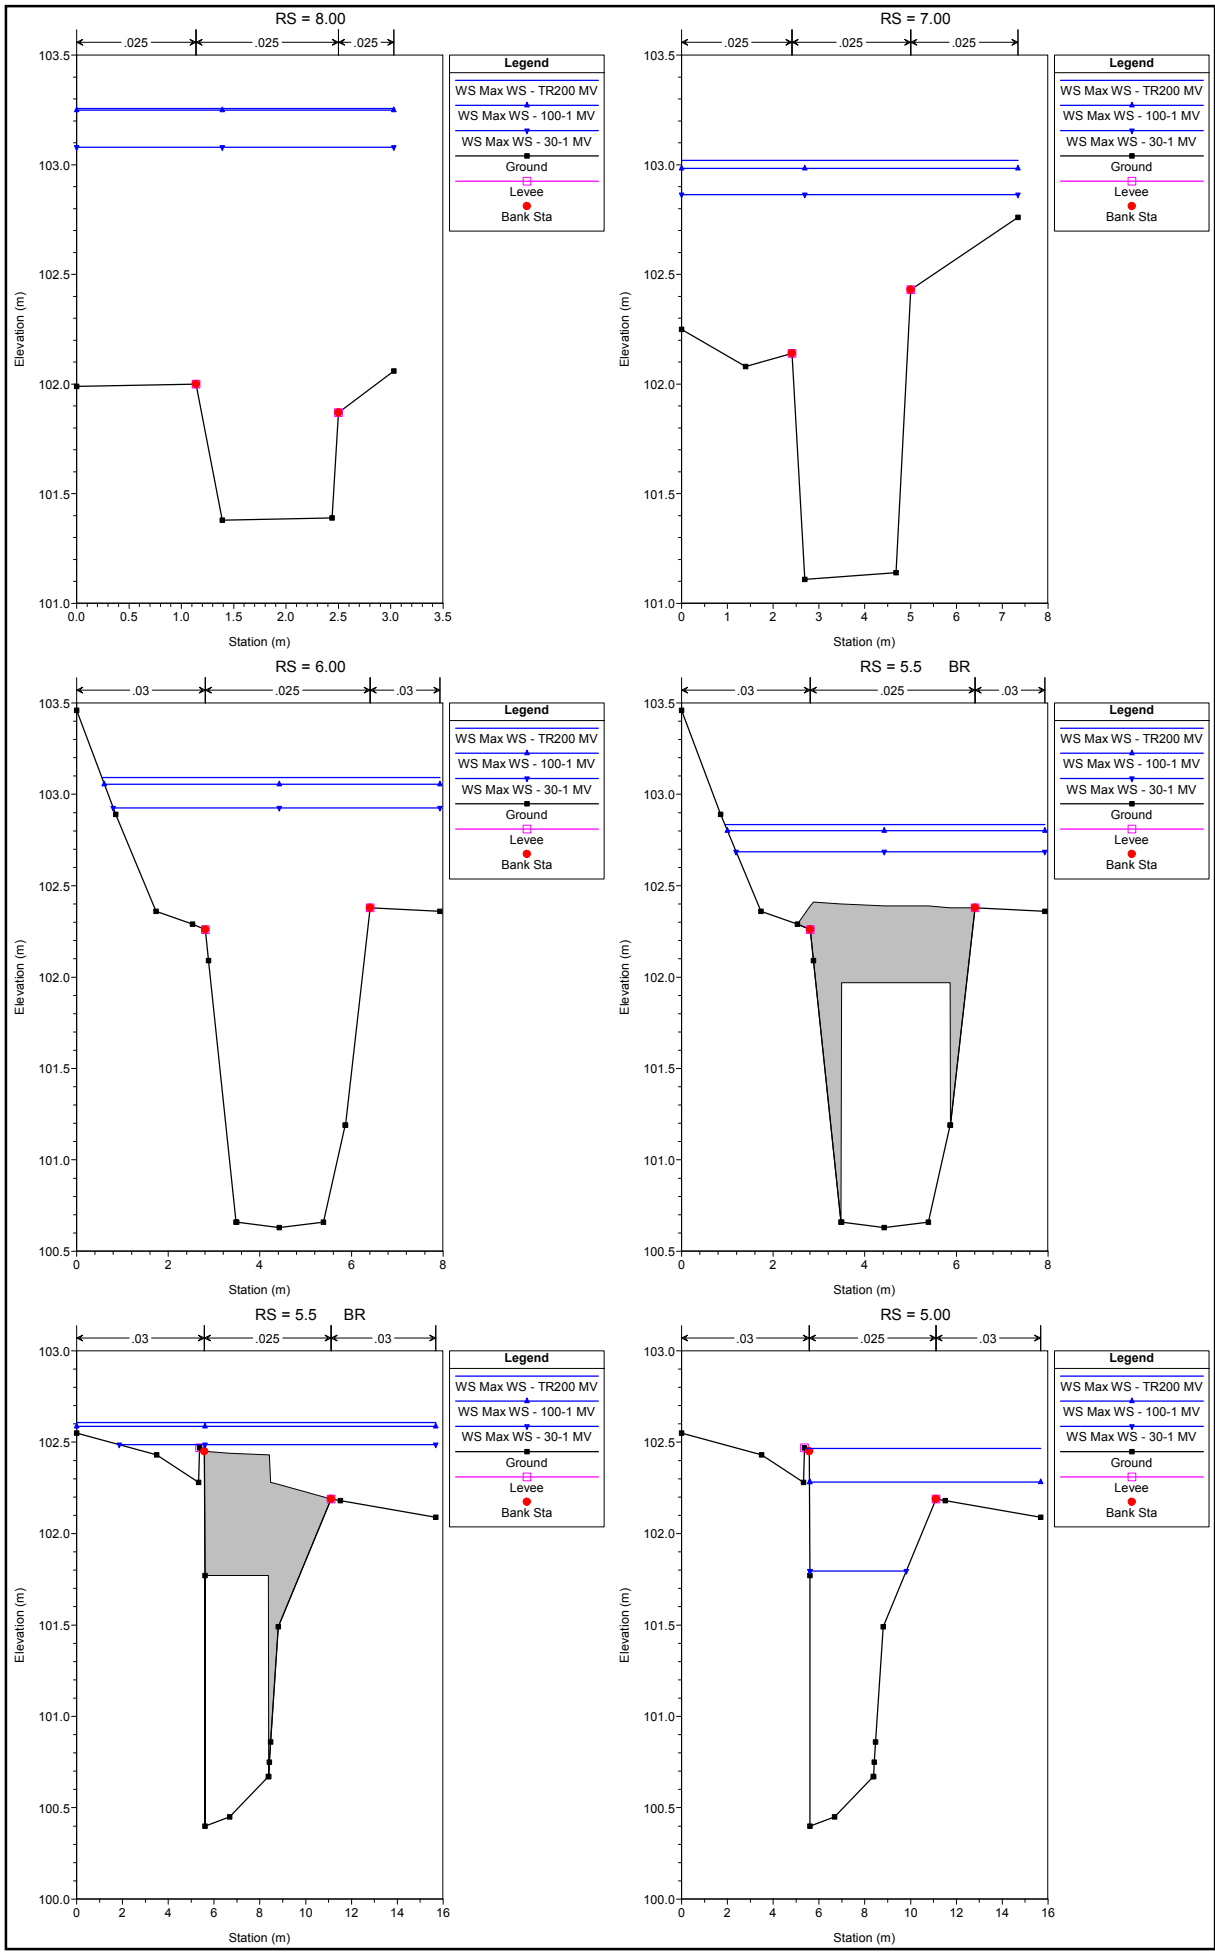 RS = 8.00
.025 .025 .025
103.5
103.0
102.5
102.0
101.5
101.0
Elevation (m)
0.0 0.5 1.0 1.5 2.0 2.5 3.0 3.5
Station (m)
Legend
WS Max WS - TR200 MV
WS Max WS - 100-1 MV
WS Max WS - 30-1 MV
Ground
Levee
Bank Sta
RS = 7.00
.025 .025 .025
103.5
103.0
102.5
102.0
101.5
101.0
Elevation (m)
0 1 2 3 4 5 6 7 8
Station (m)
Legend
WS Max WS - TR200 MV
WS Max WS - 100-1 MV
WS Max WS - 30-1 MV
Ground
Levee
Bank Sta
RS = 6.00
.03 .025 .03
103.5
103.0
102.5
102.0
101.5
101.0
100.5
Elevation (m)
0 2 4 6 8
Station (m)
Legend
WS Max WS - TR200 MV
WS Max WS - 100-1 MV
WS Max WS - 30-1 MV
Ground
Levee
Bank Sta
RS = 5.5 BR
.03 .025 .03
103.5
103.0
102.5
102.0
101.5
101.0
100.5
Elevation (m)
0 2 4 6 8
Station (m)
Legend
WS Max WS - TR200 MV
WS Max WS - 100-1 MV
WS Max WS - 30-1 MV
Ground
Levee
Bank Sta
RS = 5.5 BR
.03 .025 .03
103.0
102.5
102.0
101.5
101.0
100.5
100.0
Elevation (m)
0 2 4 6 8 10 12 14 16
Station (m)
Legend
WS Max WS - TR200 MV
WS Max WS - 100-1 MV
WS Max WS - 30-1 MV
Ground
Levee
Bank Sta
RS = 5.00
.03 .025 .03
103.0
102.5
102.0
101.5
101.0
100.5
100.0
Elevation (m)
0 2 4 6 8 10 12 14 16
Station (m)
Legend
WS Max WS - TR200 MV
WS Max WS - 100-1 MV
WS Max WS - 30-1 MV
Ground
Levee
Bank Sta